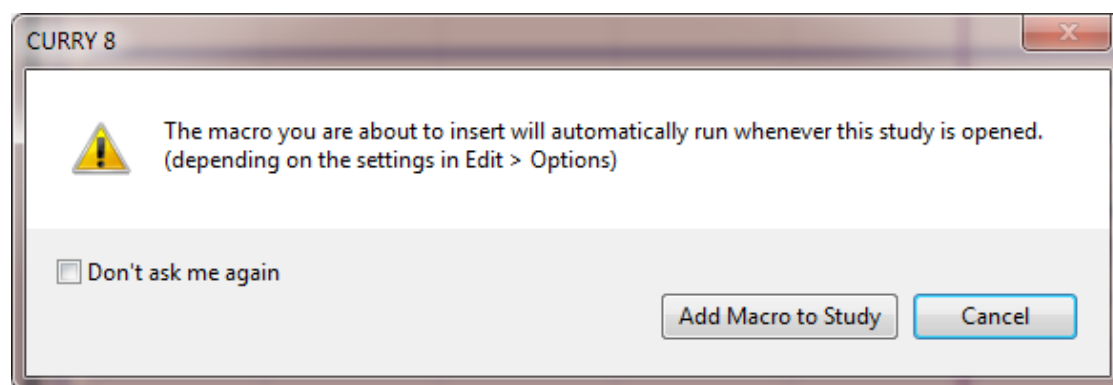 CURRY 8
The macro you are about to insert will automatically run whenever this study is opened.
(depending on the settings in Edit > Options)
Don't ask me again
Add Macro to Study
Cancel